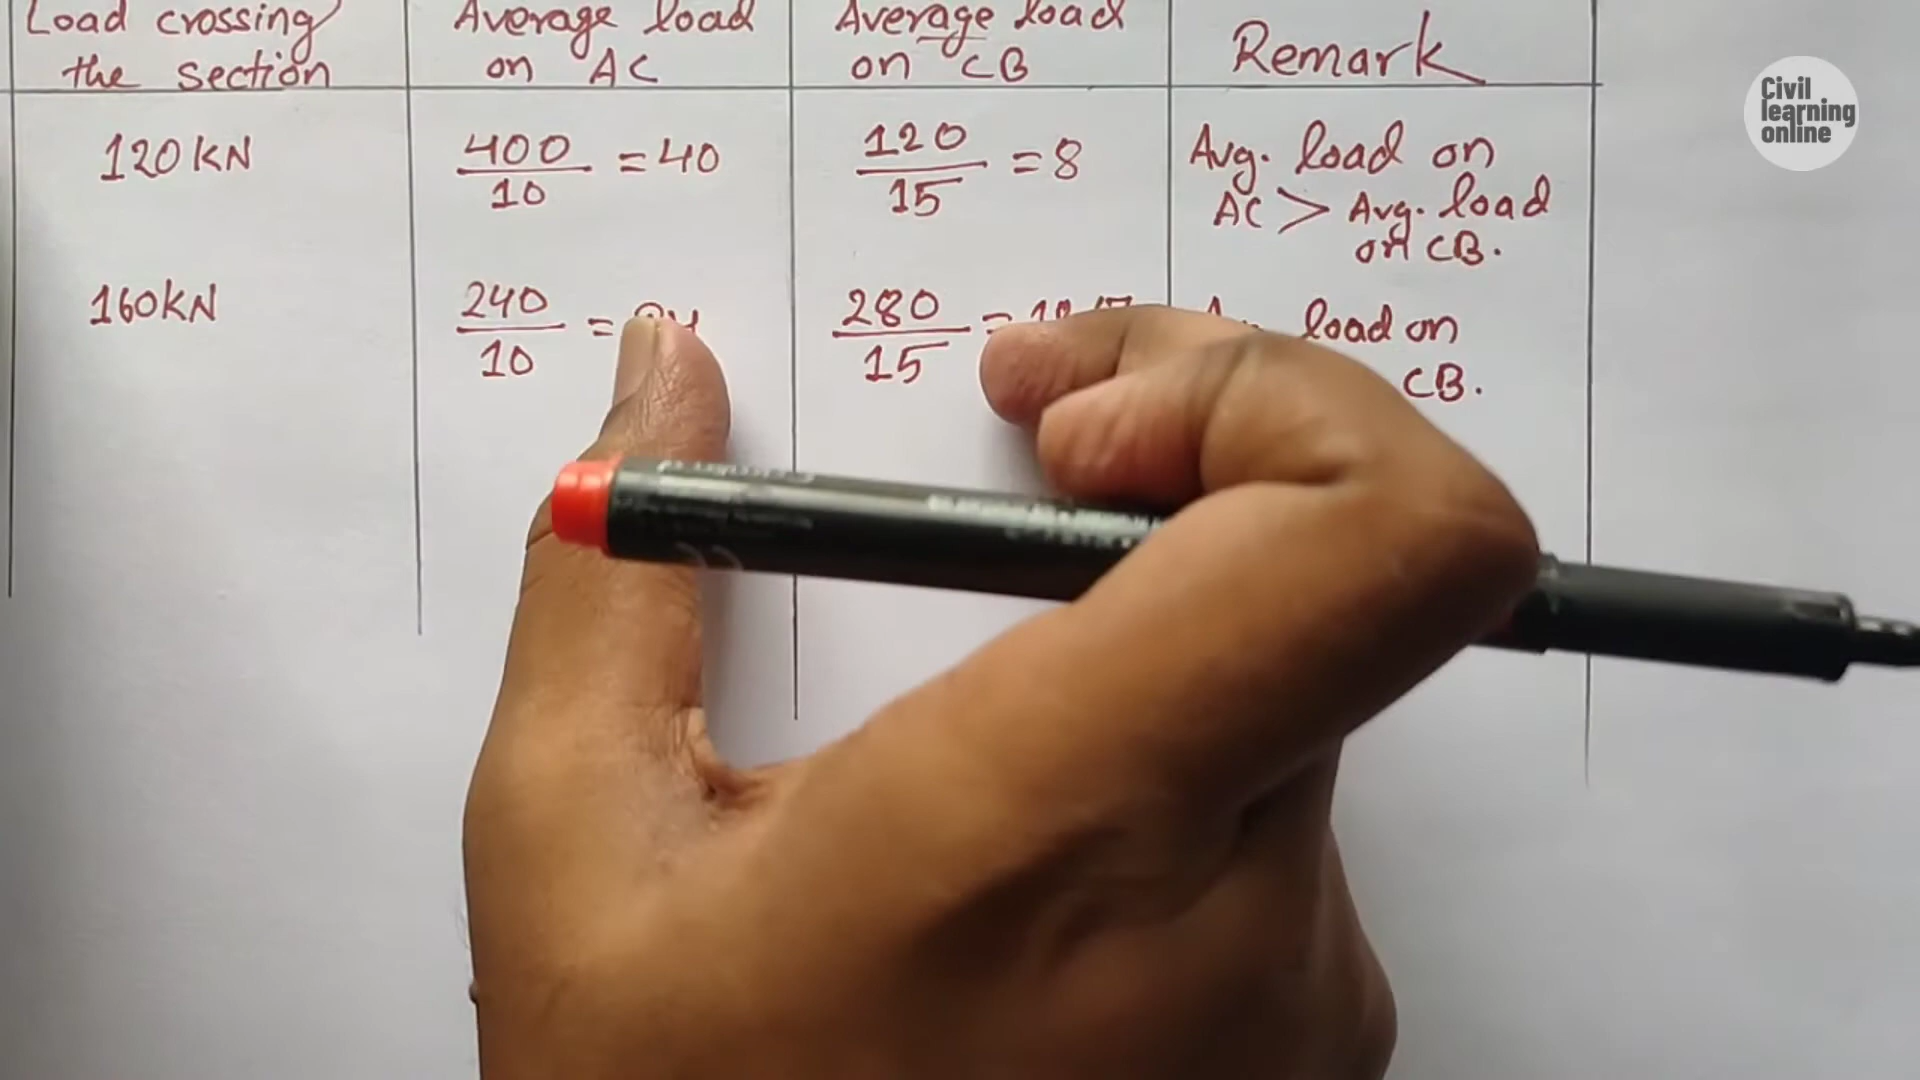 Load crossing
the section
Average load
on AC
Average load
on CB
Remark
120 KN
400
10
= 40
120
15
= 8
Avg. load on
AC > Avg. load
on CB.
160KN
240
10
=
280
15
=
load on
CB.
Civil
learning
online